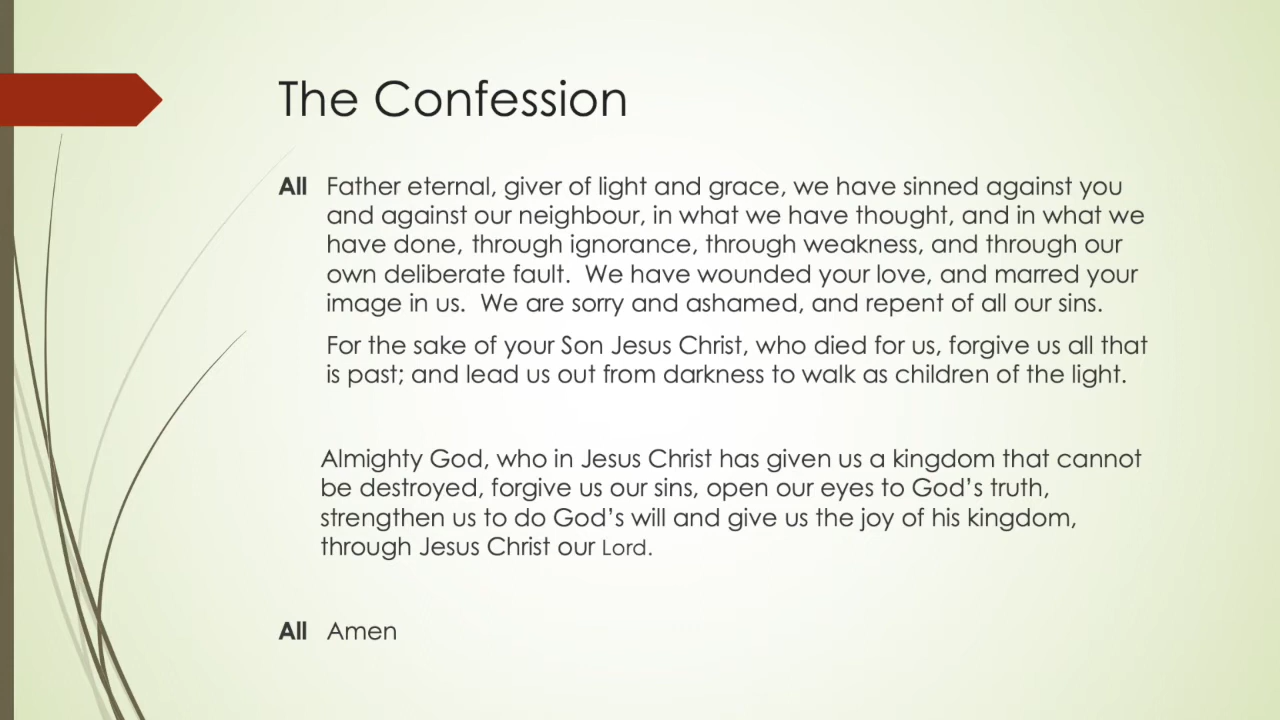 The Confession
All Father eternal, giver of light and grace, we have sinned against you
and against our neighbour, in what we have thought, and in what we
have done, through ignorance, through weakness, and through our
own deliberate fault.  We have wounded your love, and marred your
image in us.  We are sorry and ashamed, and repent of all our sins.
For the sake of your Son Jesus Christ, who died for us, forgive us all that
is past; and lead us out from darkness to walk as children of the light.
Almighty God, who in Jesus Christ has given us a kingdom that cannot
be destroyed, forgive us our sins, open our eyes to God’s truth,
strengthen us to do God’s will and give us the joy of his kingdom,
through Jesus Christ our Lord.
All Amen